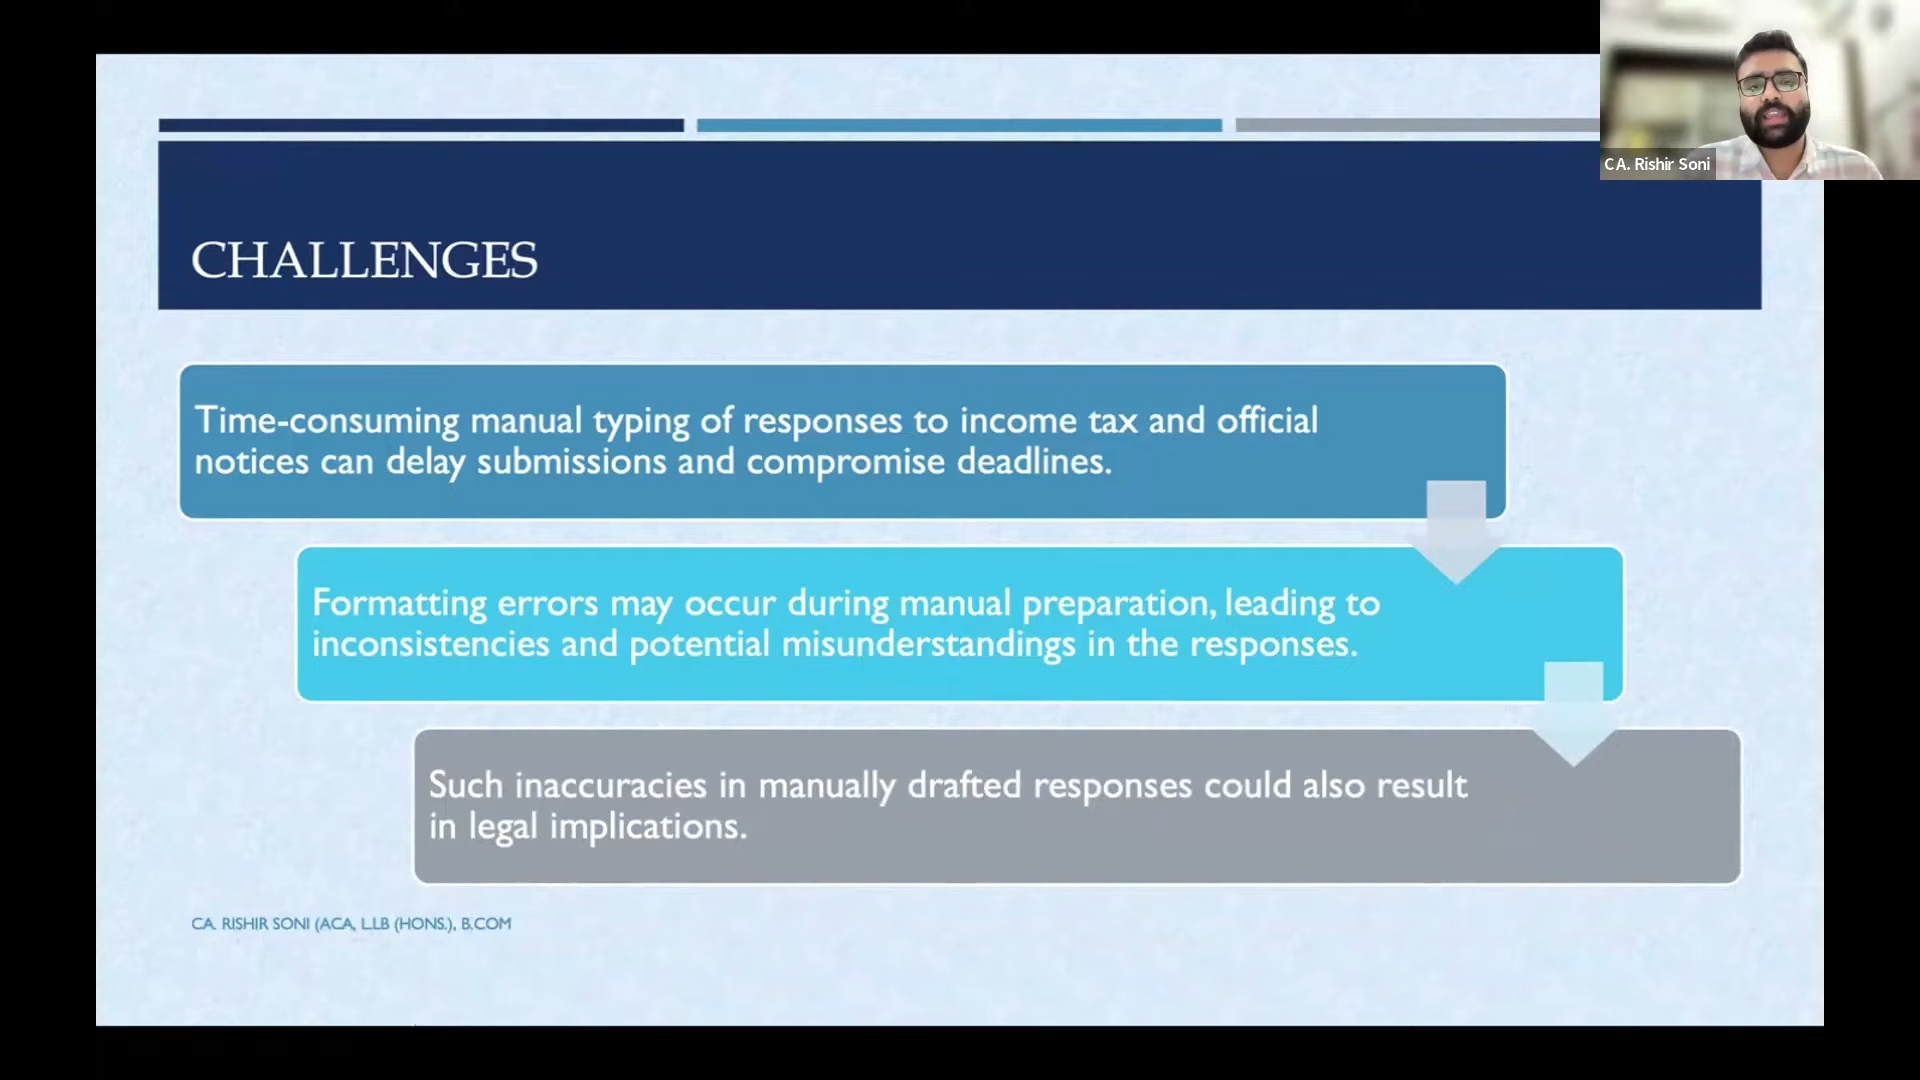 CA. Rishir Soni
CHALLENGES
Time-consuming manual typing of responses to income tax and official
notices can delay submissions and compromise deadlines.
Formatting errors may occur during manual preparation, leading to
inconsistencies and potential misunderstandings in the responses.
Such inaccuracies in manually drafted responses could also result
in legal implications.
CA. RISHIR SONI (ACA, L.LB (HONS.), B.COM